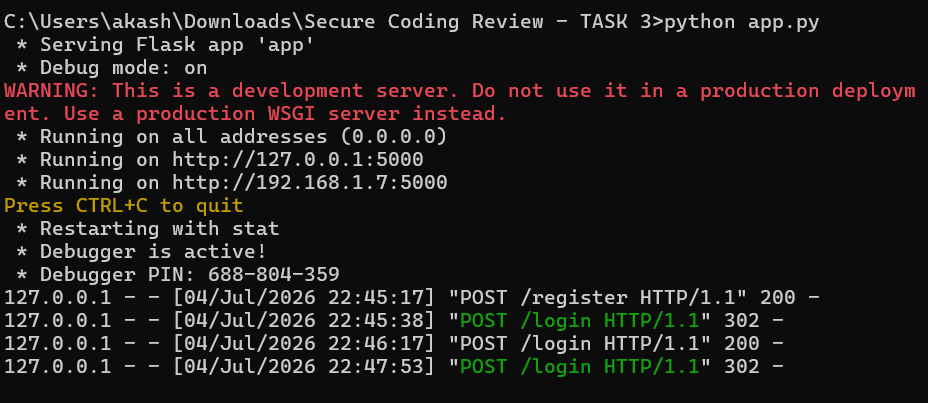 C:\Users\akash\Downloads\Secure Coding Review - TASK 3>python app.py
 * Serving Flask app 'app'
 * Debug mode: on
WARNING: This is a development server. Do not use it in a production deploym
ent. Use a production WSGI server instead.
 * Running on all addresses (0.0.0.0)
 * Running on http://127.0.0.1:5000
 * Running on http://192.168.1.7:5000
Press CTRL+C to quit
 * Restarting with stat
 * Debugger is active!
 * Debugger PIN: 688-804-359
127.0.0.1 - - [04/Jul/2026 22:45:17] "POST /register HTTP/1.1" 200 -
127.0.0.1 - - [04/Jul/2026 22:45:38] "POST /login HTTP/1.1" 302 -
127.0.0.1 - - [04/Jul/2026 22:46:17] "POST /login HTTP/1.1" 200 -
127.0.0.1 - - [04/Jul/2026 22:47:53] "POST /login HTTP/1.1" 302 -